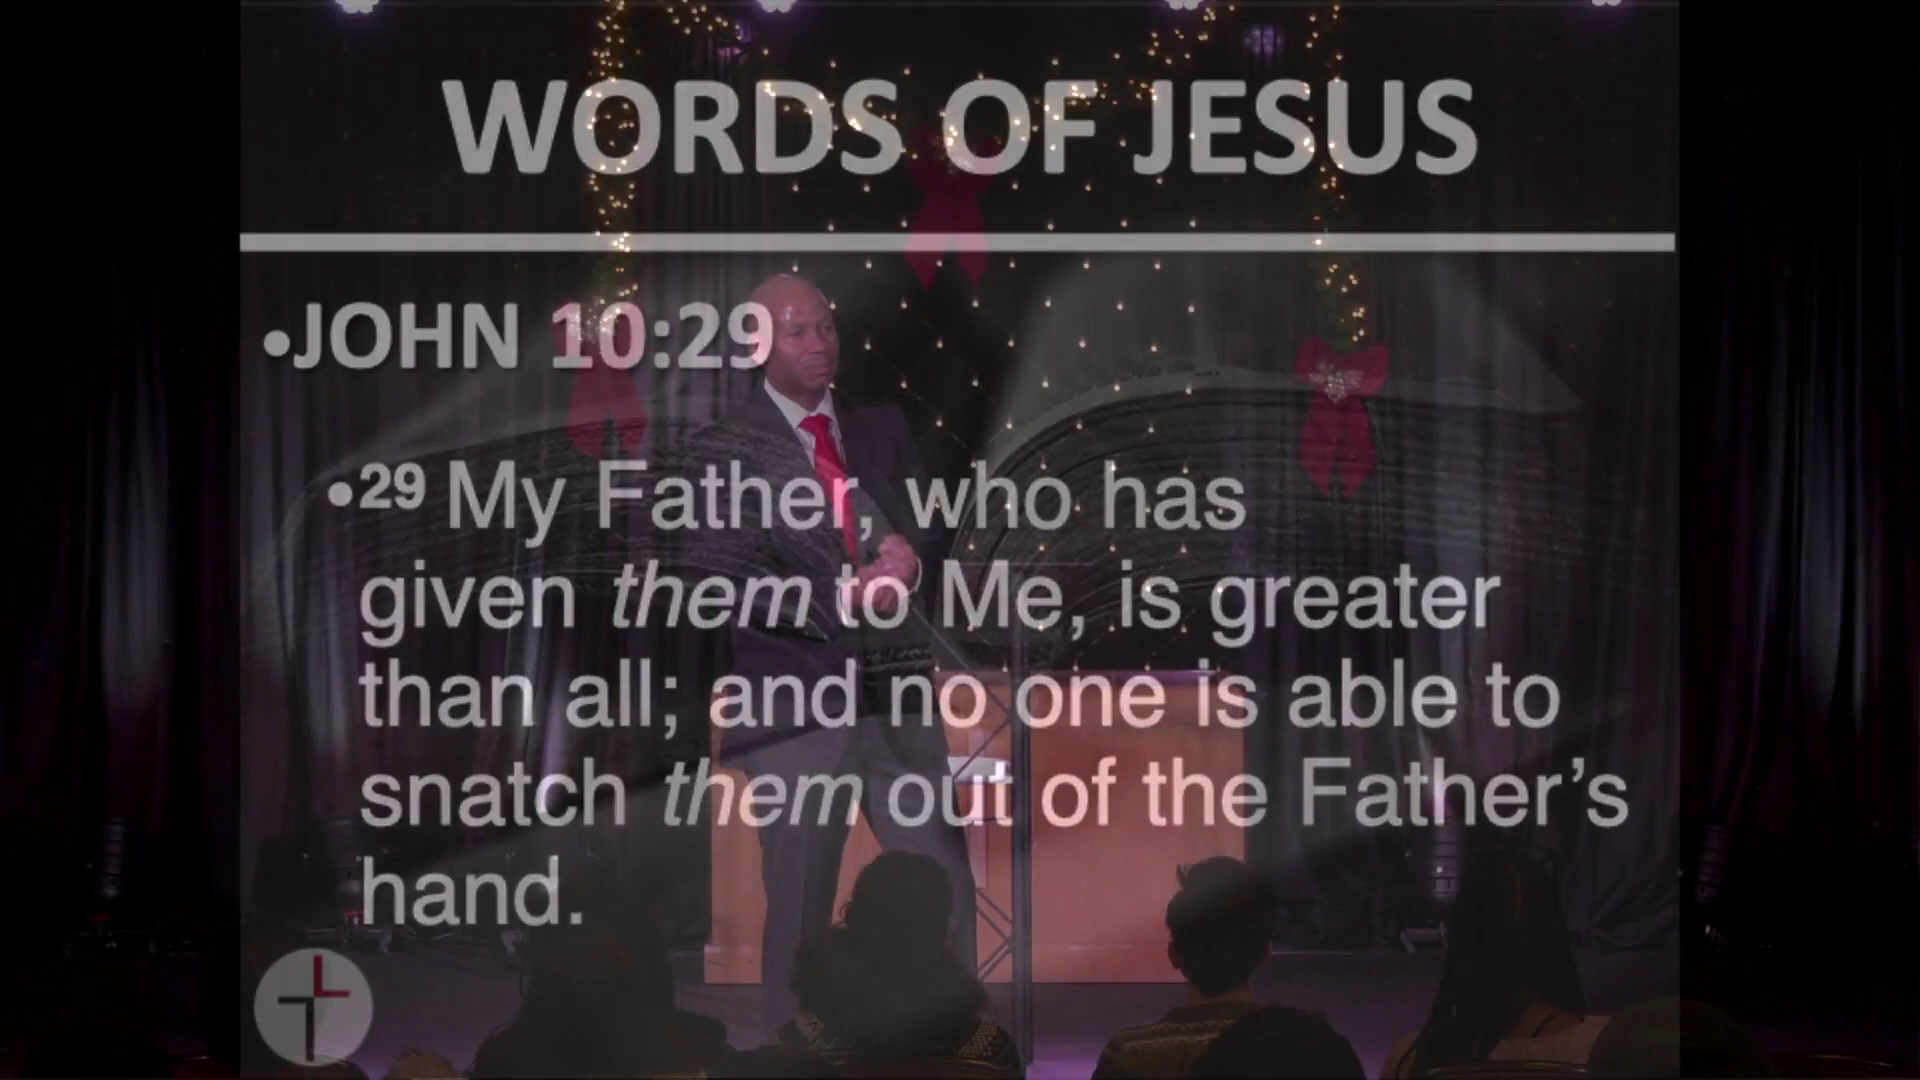 WORDS OF JESUS
•JOHN 10:29
•29 My Father, who has
given them to Me, is greater
than all; and no one is able to
snatch them out of the Father’s
hand.